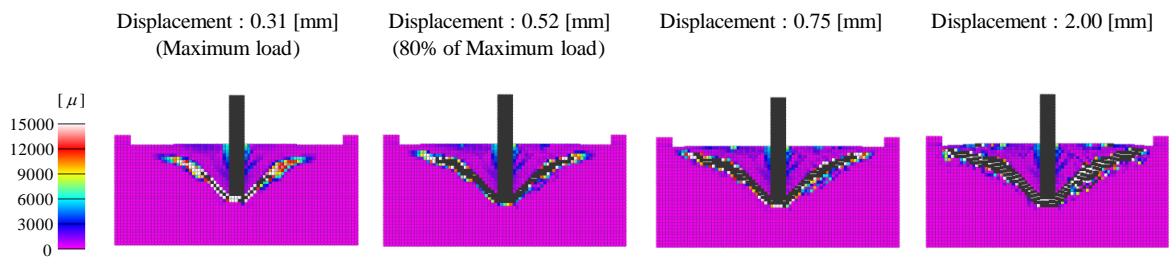 Displacement : 0.31 [mm]
(Maximum load)
Displacement : 0.52 [mm]
(80% of Maximum load)
Displacement : 0.75 [mm]
Displacement : 2.00 [mm]
[μ]
15000
12000
9000
6000
3000
0